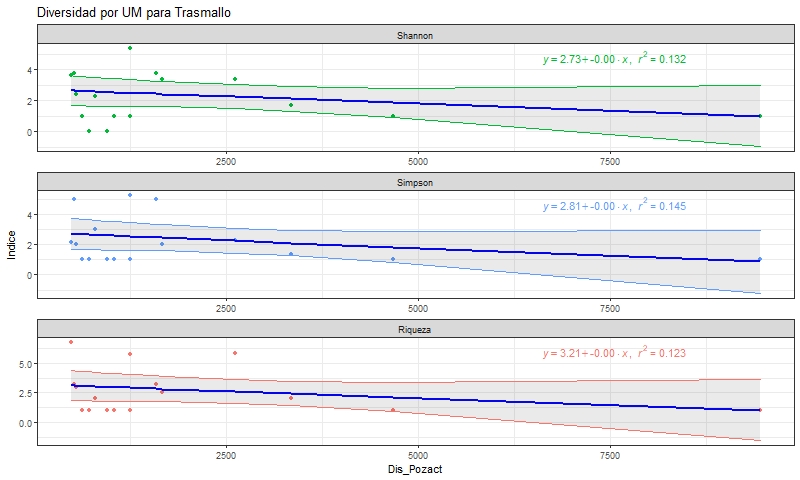 Diversidad por UM para Trasmallo
Shannon
y = 2.73+ -0.00 · x, r² = 0.132
4
2
0
2500 5000 7500
Simpson
y = 2.81+ -0.00 · x, r² = 0.145
4
2
0
2500 5000 7500
Indice
Riqueza
y = 3.21+ -0.00 · x, r² = 0.123
5.0
2.5
0.0
2500 5000 7500
Dis_Pozact